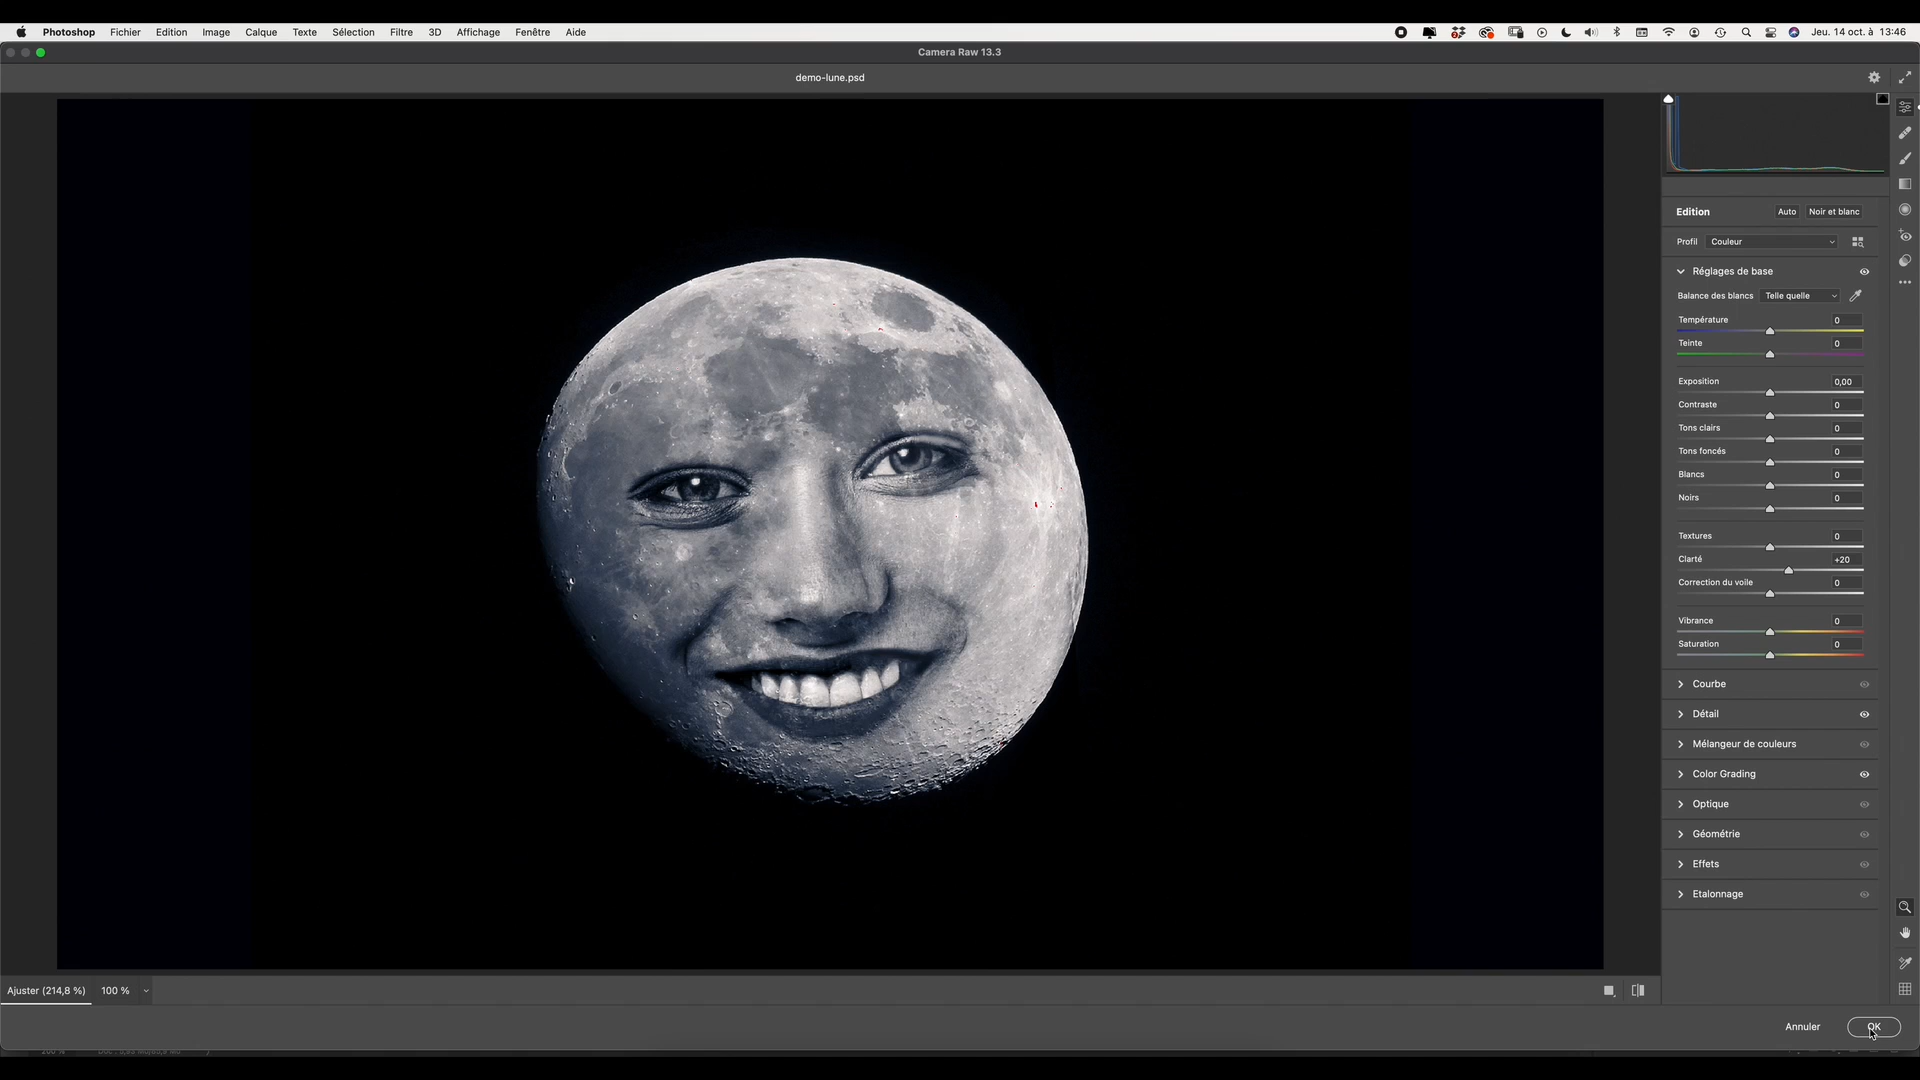 Photoshop Fichier Edition Image Calque Texte Sélection Filtre 3D Affichage Fenêtre Aide Jeu. 14 oct. à 13:46
Camera Raw 13.3
demo-lune.psd
Edition Auto Noir et blanc
Profil Couleur
Réglages de base
Balance des blancs Telle quelle
Température 0
Teinte 0
Exposition 0,00
Contraste 0
Tons clairs 0
Tons foncés 0
Blancs 0
Noirs 0
Textures 0
Clarté +20
Correction du voile 0
Vibrance 0
Saturation 0
Courbe
Détail
Mélangeur de couleurs
Color Grading
Optique
Géométrie
Effets
Etalonnage
Ajuster (214,8 %) 100 %
Annuler OK